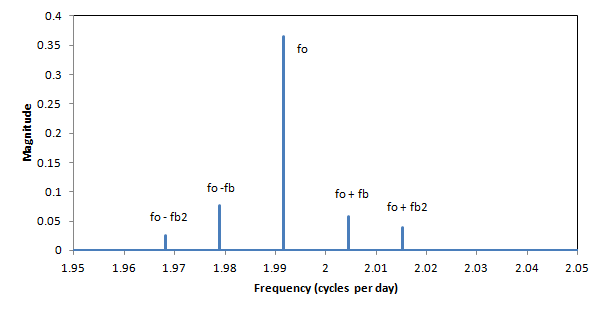 0.4
0.35
0.3
0.25
0.2
0.15
0.1
0.05
0
Magnitude
fo
fo -fb
fo - fb2
fo + fb
fo + fb2
1.95 1.96 1.97 1.98 1.99 2 2.01 2.02 2.03 2.04 2.05
Frequency (cycles per day)